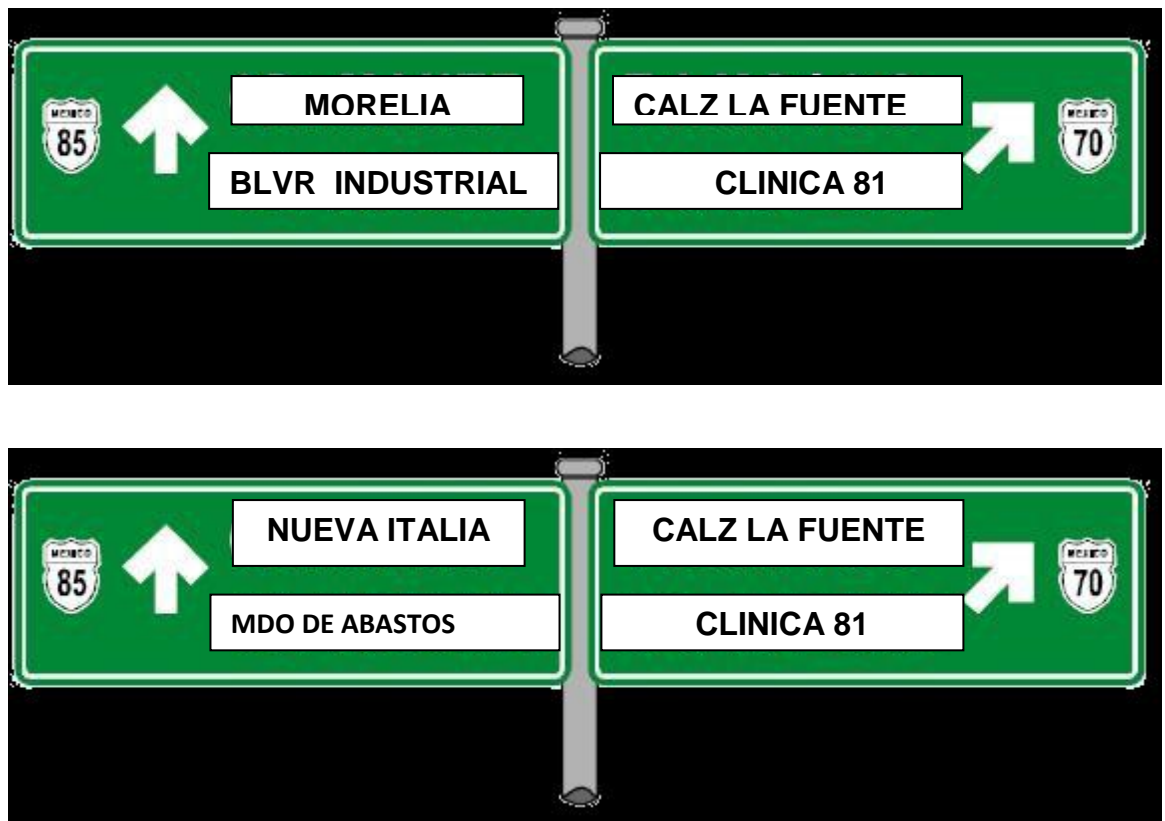 MORELIA
CALZ LA FUENTE
MEXICO
85
MEXICO
70
BLVR INDUSTRIAL
CLINICA 81
NUEVA ITALIA
CALZ LA FUENTE
MEXICO
85
MEXICO
70
MDO DE ABASTOS
CLINICA 81